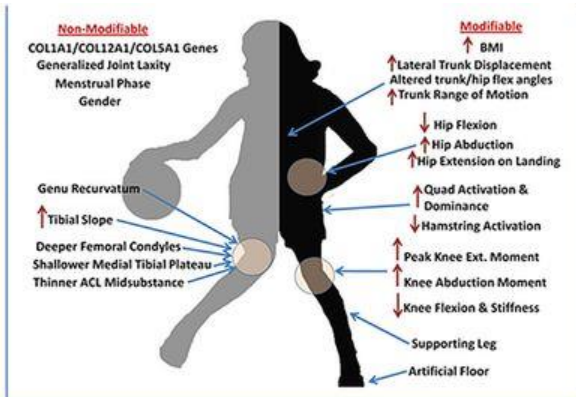 Non-Modifiable
COL1A1/COL12A1/COL5A1 Genes
Generalized Joint Laxity
Menstrual Phase
Gender
Genu Recurvatum
Tibial Slope
Deeper Femoral Condyles
Shallower Medial Tibial Plateau
Thinner ACL Midsubstance
Modifiable
BMI
Lateral Trunk Displacement
Altered trunk/hip flex angles
Trunk Range of Motion
Hip Flexion
Hip Abduction
Hip Extension on Landing
Quad Activation &
Dominance
Hamstring Activation
Peak Knee Ext. Moment
Knee Abduction Moment
Knee Flexion & Stiffness
Supporting Leg
Artificial Floor